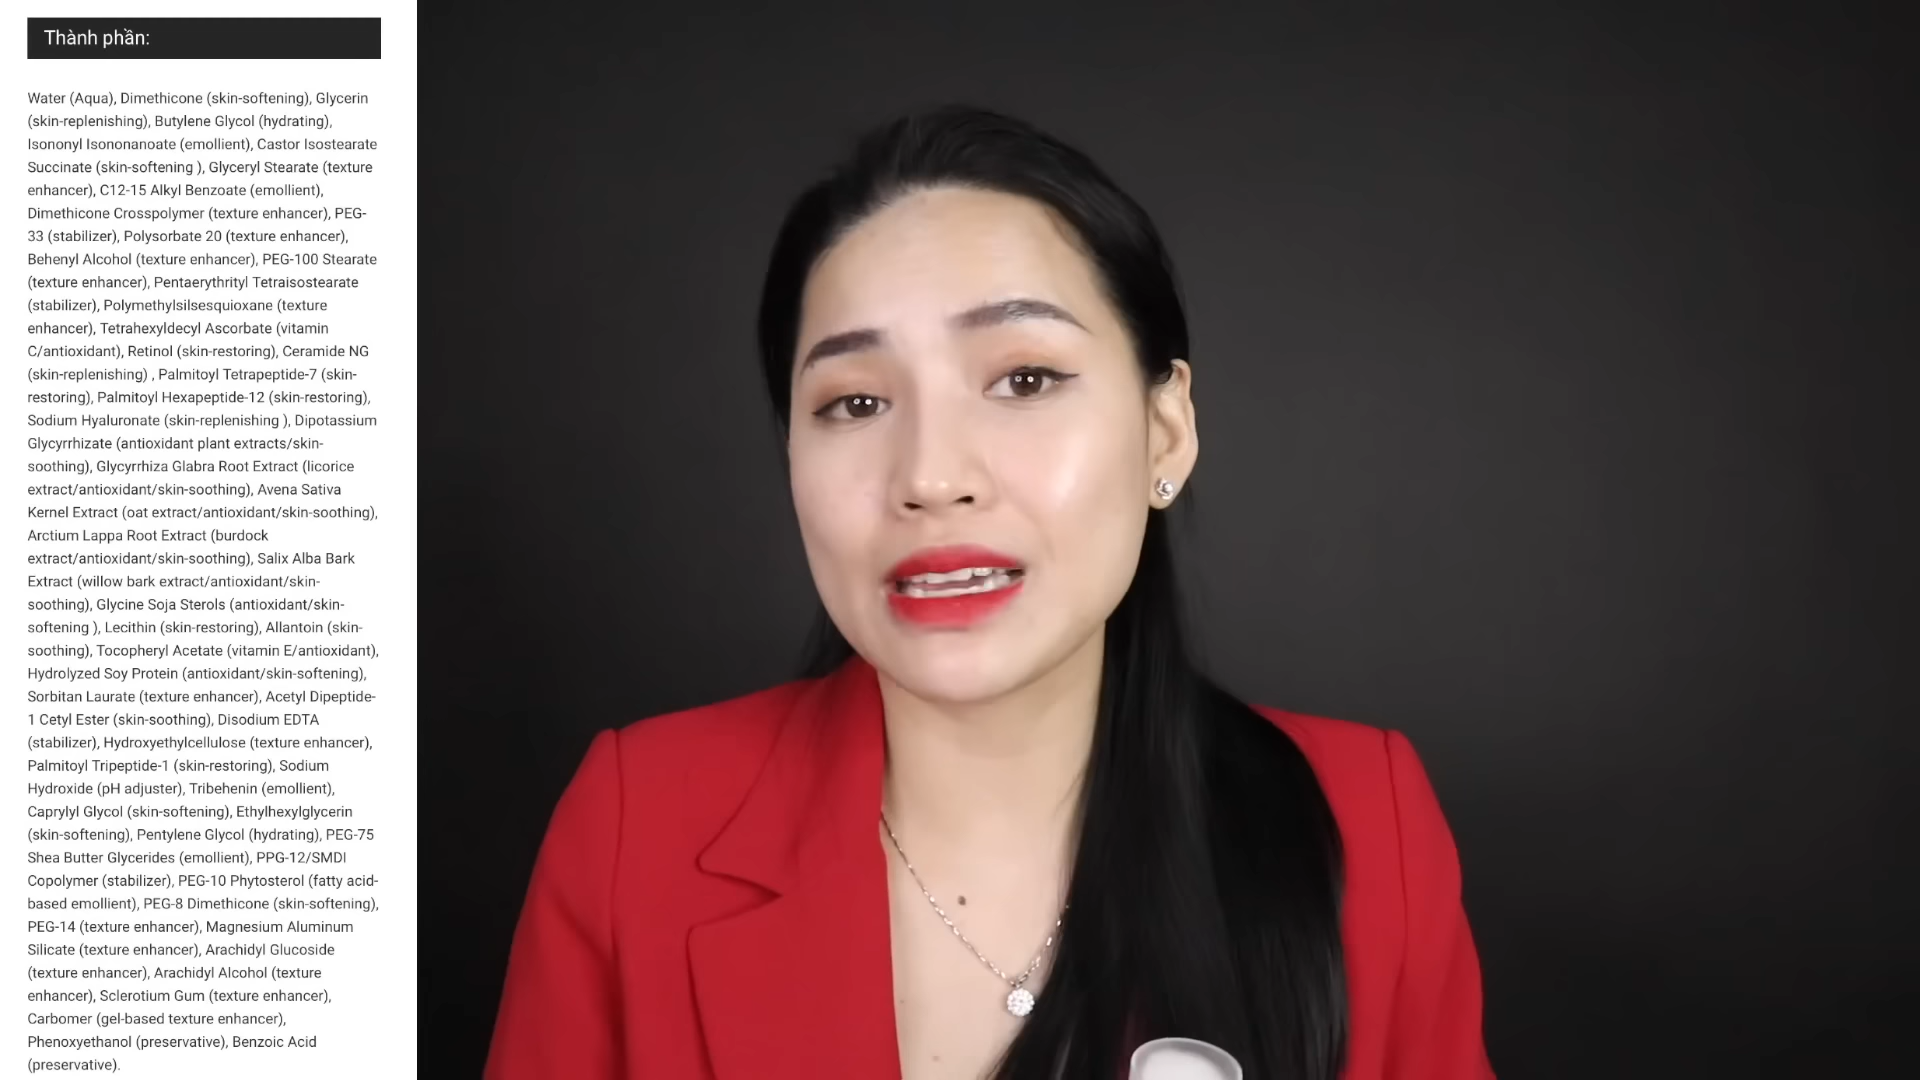 Thành phần:
Water (Aqua), Dimethicone (skin-softening), Glycerin
(skin-replenishing), Butylene Glycol (hydrating),
Isononyl Isononanoate (emollient), Castor Isostearate
Succinate (skin-softening ), Glyceryl Stearate (texture
enhancer), C12-15 Alkyl Benzoate (emollient),
Dimethicone Crosspolymer (texture enhancer), PEG-
33 (stabilizer), Polysorbate 20 (texture enhancer),
Behenyl Alcohol (texture enhancer), PEG-100 Stearate
(texture enhancer), Pentaerythrityl Tetraisostearate
(stabilizer), Polymethylsilsesquioxane (texture
enhancer), Tetrahexyldecyl Ascorbate (vitamin
C/antioxidant), Retinol (skin-restoring), Ceramide NG
(skin-replenishing) , Palmitoyl Tetrapeptide-7 (skin-
restoring), Palmitoyl Hexapeptide-12 (skin-restoring),
Sodium Hyaluronate (skin-replenishing ), Dipotassium
Glycyrrhizate (antioxidant plant extracts/skin-
soothing), Glycyrrhiza Glabra Root Extract (licorice
extract/antioxidant/skin-soothing), Avena Sativa
Kernel Extract (oat extract/antioxidant/skin-soothing),
Arctium Lappa Root Extract (burdock
extract/antioxidant/skin-soothing), Salix Alba Bark
Extract (willow bark extract/antioxidant/skin-
soothing), Glycine Soja Sterols (antioxidant/skin-
softening ), Lecithin (skin-restoring), Allantoin (skin-
soothing), Tocopheryl Acetate (vitamin E/antioxidant),
Hydrolyzed Soy Protein (antioxidant/skin-softening),
Sorbitan Laurate (texture enhancer), Acetyl Dipeptide-
1 Cetyl Ester (skin-soothing), Disodium EDTA
(stabilizer), Hydroxyethylcellulose (texture enhancer),
Palmitoyl Tripeptide-1 (skin-restoring), Sodium
Hydroxide (pH adjuster), Tribehenin (emollient),
Caprylyl Glycol (skin-softening), Ethylhexylglycerin
(skin-softening), Pentylene Glycol (hydrating), PEG-75
Shea Butter Glycerides (emollient), PPG-12/SMDI
Copolymer (stabilizer), PEG-10 Phytosterol (fatty acid-
based emollient), PEG-8 Dimethicone (skin-softening),
PEG-14 (texture enhancer), Magnesium Aluminum
Silicate (texture enhancer), Arachidyl Glucoside
(texture enhancer), Arachidyl Alcohol (texture
enhancer), Sclerotium Gum (texture enhancer),
Carbomer (gel-based texture enhancer),
Phenoxyethanol (preservative), Benzoic Acid
(preservative).